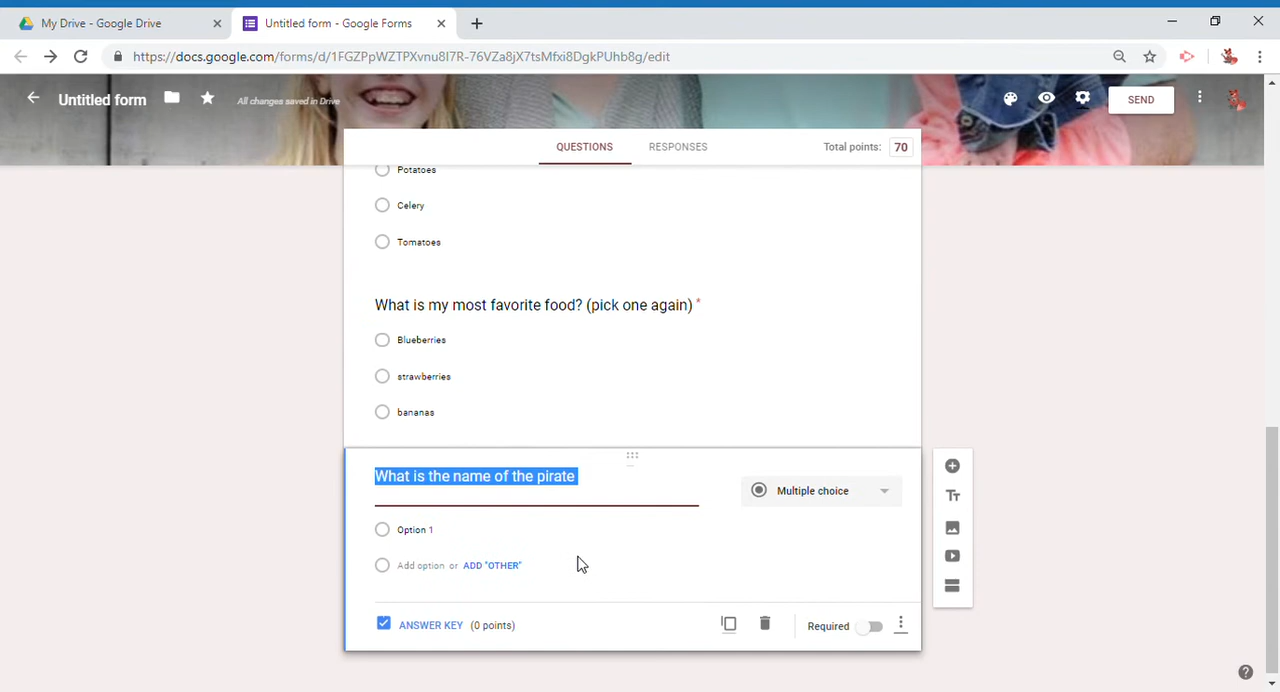 My Drive - Google Drive
Untitled form - Google Forms
https://docs.google.com/forms/d/1FGZPpWZTPXvnu8I7R-76VZa8jX7tsMfxi8DgkPUhb8g/edit
Untitled form
All changes saved in Drive
SEND
QUESTIONS
RESPONSES
Total points: 70
Potatoes
Celery
Tomatoes
What is my most favorite food? (pick one again) *
Blueberries
strawberries
bananas
What is the name of the pirate
Multiple choice
Option 1
Add option or ADD "OTHER"
ANSWER KEY (0 points)
Required